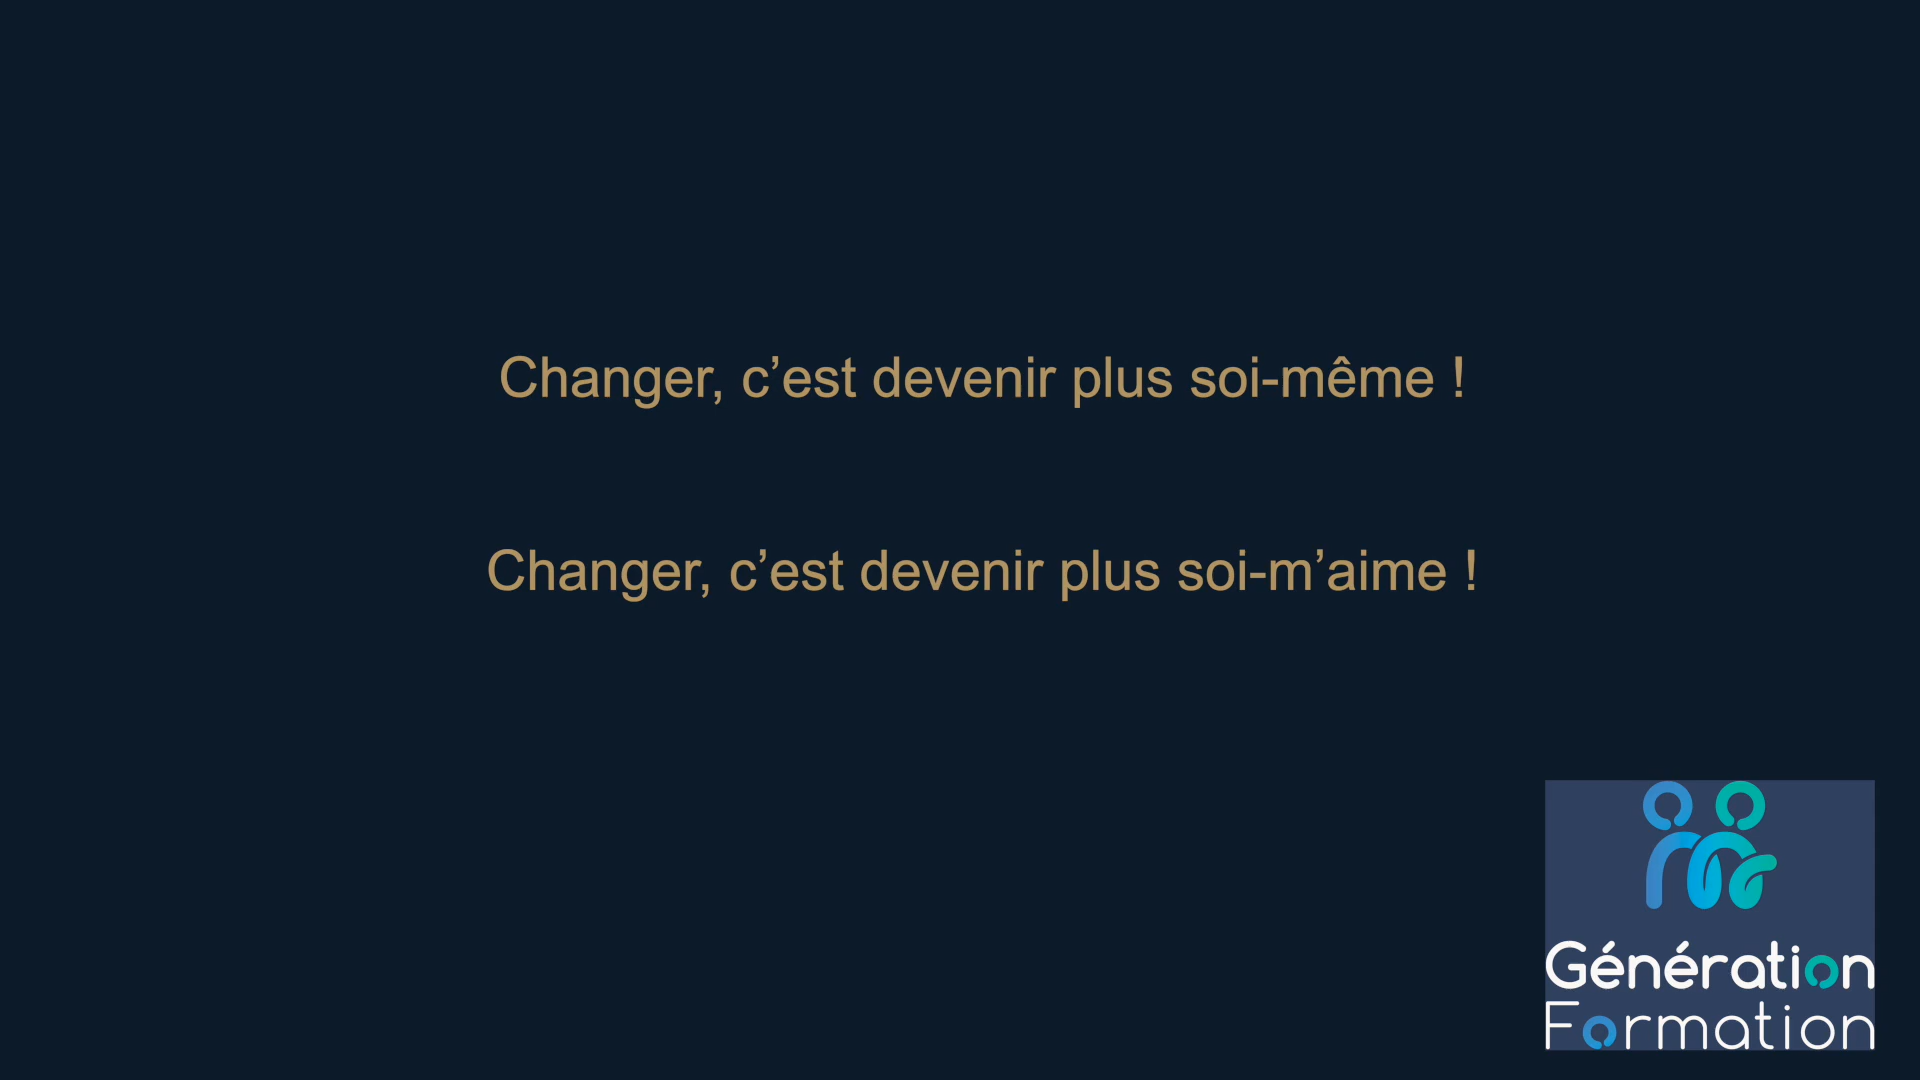 Changer, c’est devenir plus soi-même !
Changer, c’est devenir plus soi-m’aime !
Génération
Formation